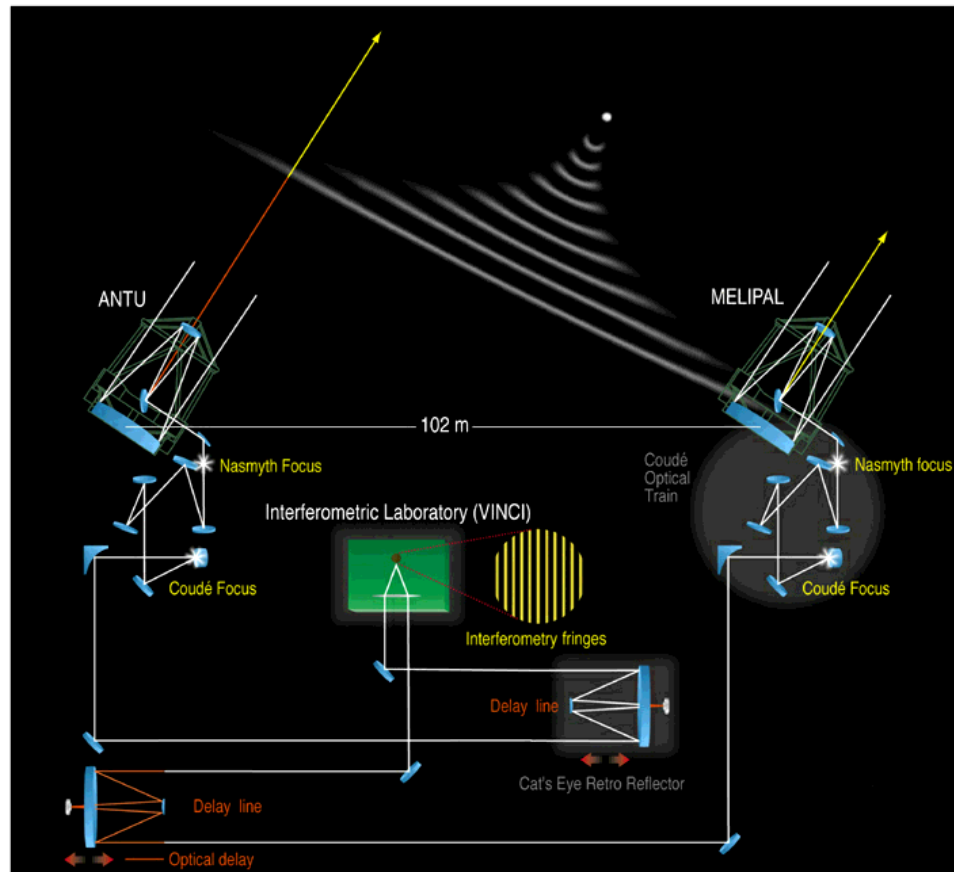 ANTU
MELIPAL
102 m
Nasmyth Focus
Coudé
Optical
Train
Nasmyth focus
Interferometric Laboratory (VINCI)
Coudé Focus
Coudé Focus
Interferometry fringes
Delay line
Cat's Eye Retro Reflector
Delay line
Optical delay